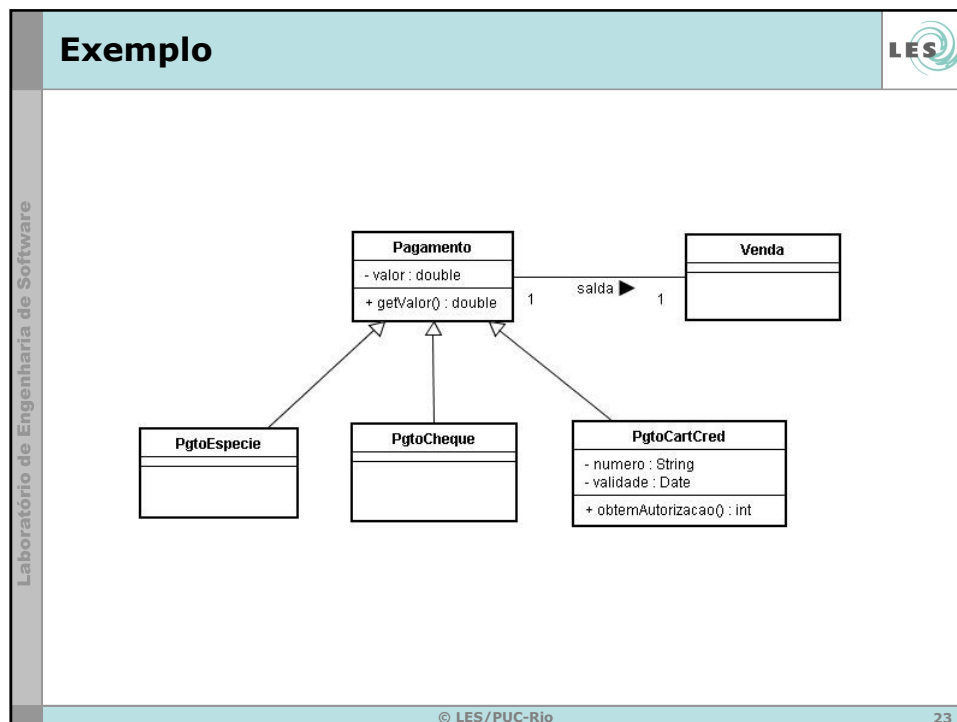 Exemplo
LES
Laboratório de Engenharia de Software
Pagamento
- valor : double
+ getValor() : double
1
salda
1
Venda
PgtoEspecie
PgtoCheque
PgtoCartCred
- numero : String
- validade : Date
+ obtemAutorizacao() : int
© LES/PUC-Rio
23